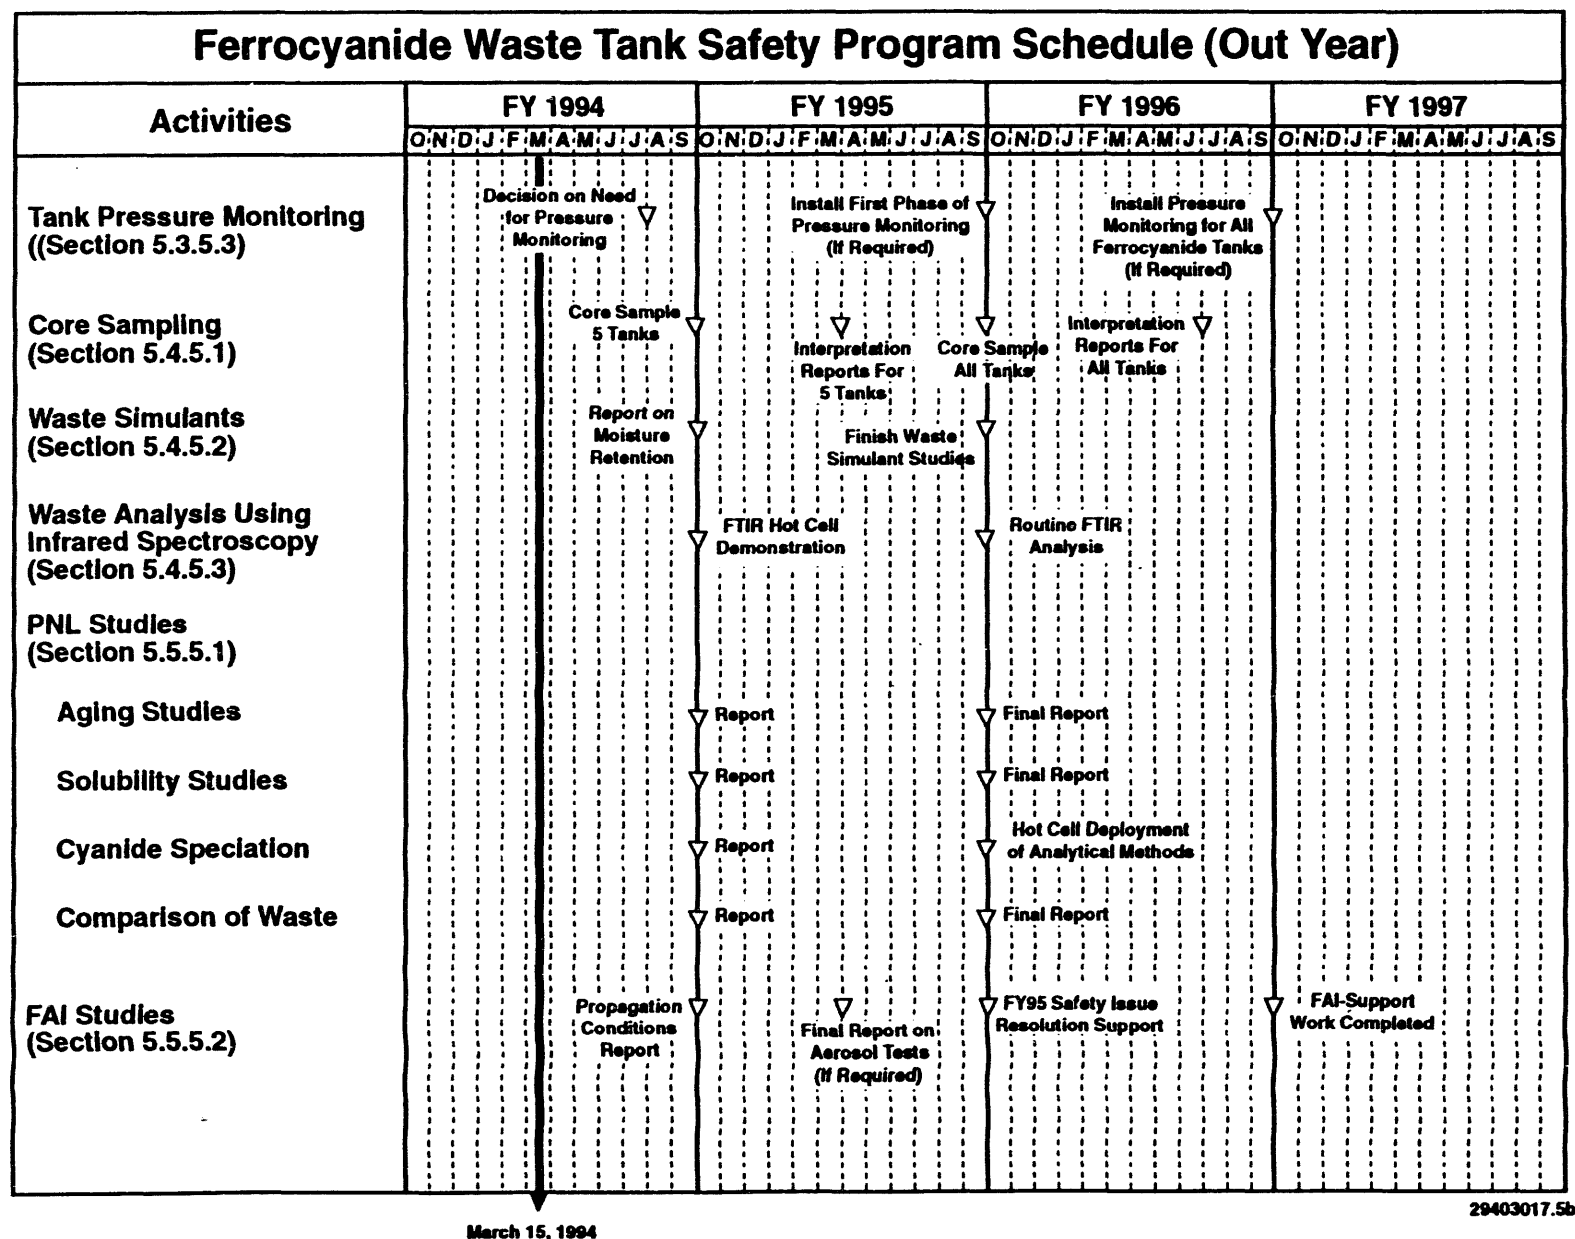 Ferrocyanide Waste Tank Safety Program Schedule (Out Year)
Activities
FY 1994
FY 1995
FY 1996
FY 1997
O N D J F M A M J J A S
O N D J F M A M J J A S
O N D J F M A M J J A S
O N D J F M A M J J A S
Tank Pressure Monitoring
((Section 5.3.5.3)
Decision on Need
for Pressure
Monitoring
Install First Phase of
Pressure Monitoring
(If Required)
Install Pressure
Monitoring for All
Ferrocyanide Tanks
(If Required)
Core Sampling
(Section 5.4.5.1)
Core Sample
5 Tanks
Interpretation
Reports For
5 Tanks
Core Sample
All Tanks
Interpretation
Reports For
All Tanks
Waste Simulants
(Section 5.4.5.2)
Report on
Moisture
Retention
Finish Waste
Simulant Studies
Waste Analysis Using
Infrared Spectroscopy
(Section 5.4.5.3)
FTIR Hot Cell
Demonstration
Routine FTIR
Analysis
PNL Studies
(Section 5.5.5.1)
Aging Studies
Report
Final Report
Solubility Studies
Report
Final Report
Cyanide Speciation
Report
Hot Cell Deployment
of Analytical Methods
Comparison of Waste
Report
Final Report
FAI Studies
(Section 5.5.5.2)
Propagation
Conditions
Report
Final Report on
Aerosol Tests
(If Required)
FY95 Safety Issue
Resolution Support
FAI-Support
Work Completed
29403017.5b
March 15, 1994